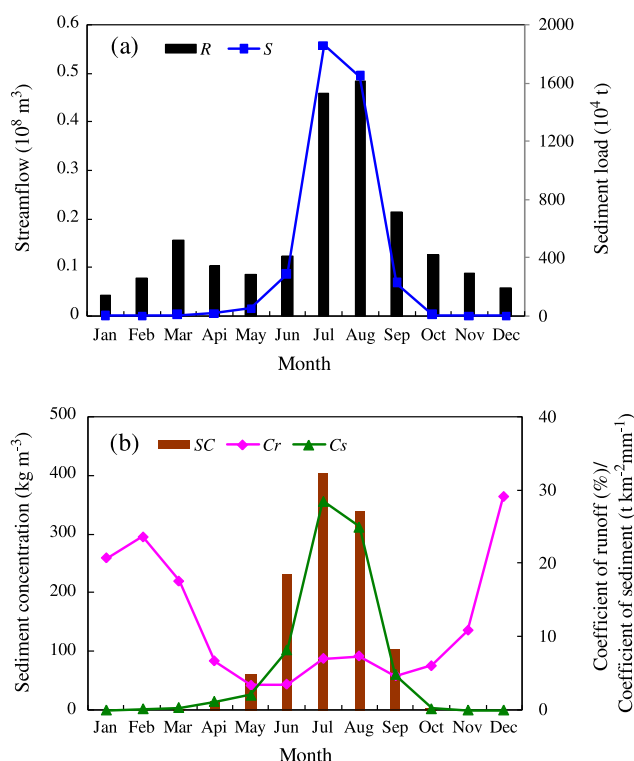 (a) R S
Streamflow (10⁸ m³)
0.6
0.5
0.4
0.3
0.2
0.1
0
Sediment load (10⁴ t)
2000
1600
1200
800
400
0
Jan Feb Mar Api May Jun Jul Aug Sep Oct Nov Dec
Month
(b) SC Cr Cs
Sediment concentration (kg m⁻³)
500
400
300
200
100
0
Coefficient of runoff (%)/
Coefficient of sediment (t km⁻²mm⁻¹)
40
30
20
10
0
Jan Feb Mar Api May Jun Jul Aug Sep Oct Nov Dec
Month